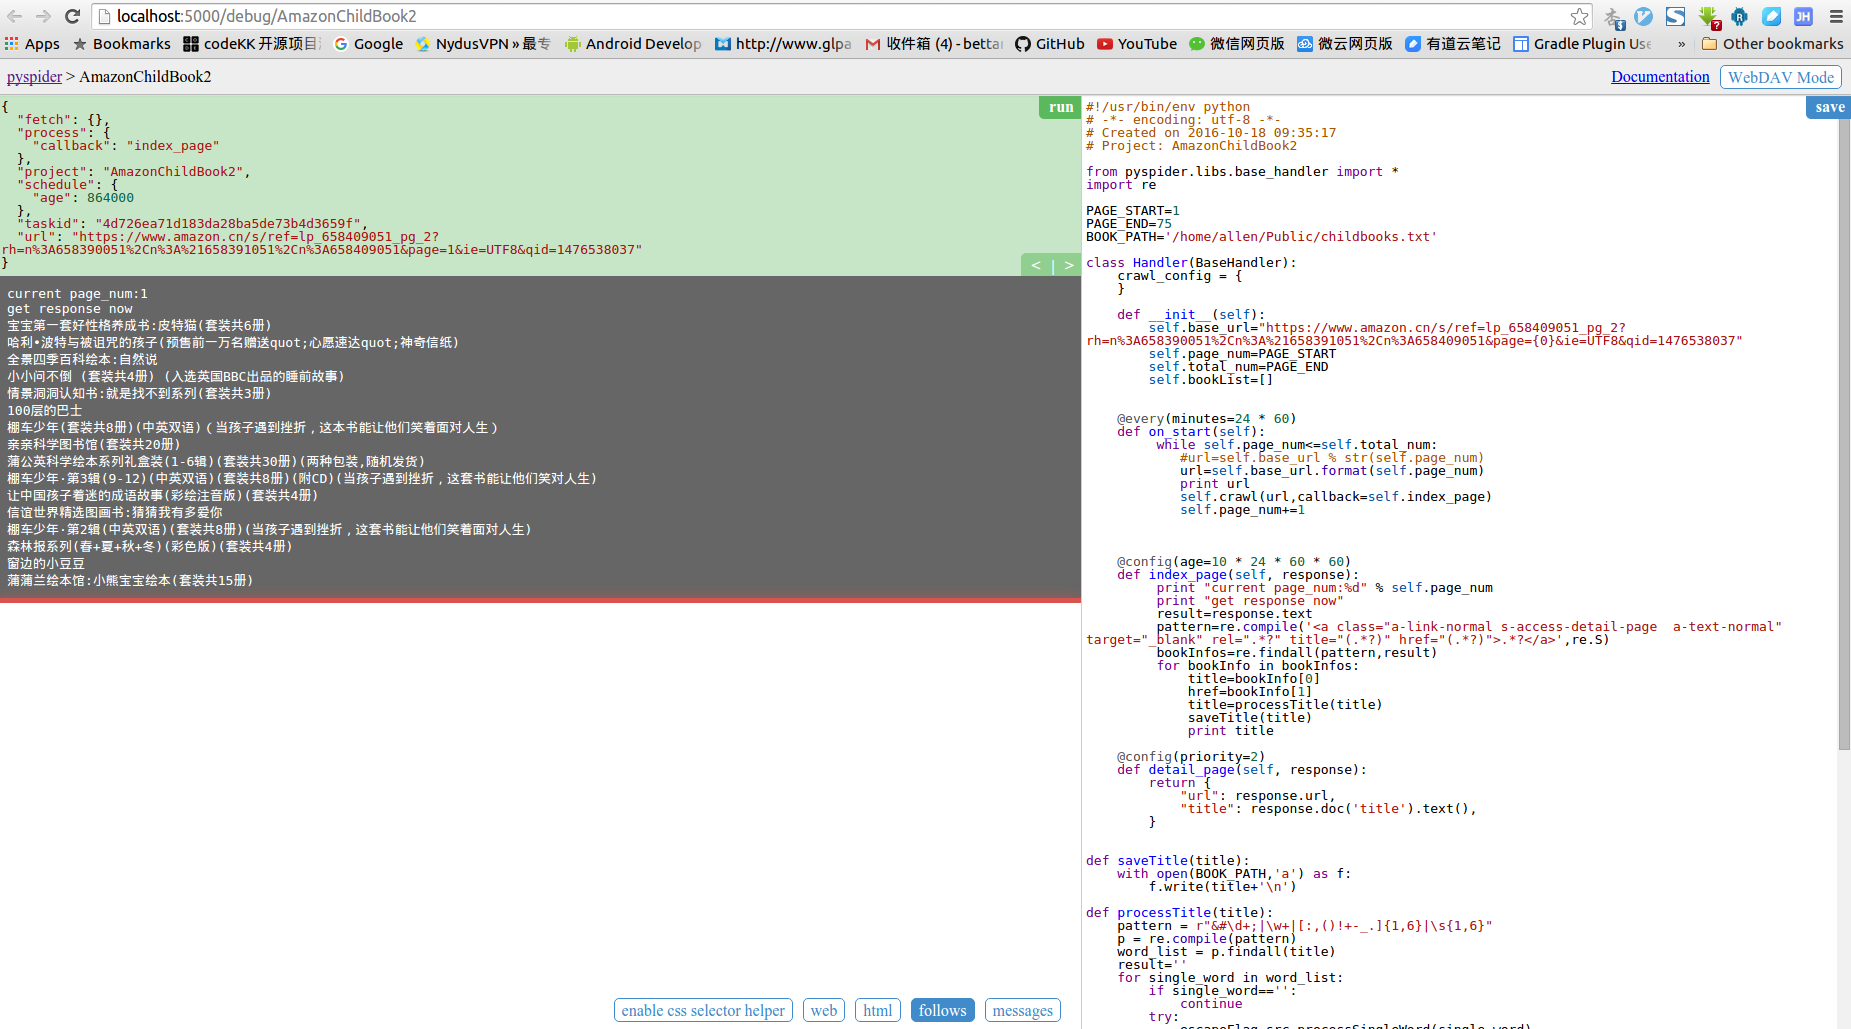 localhost:5000/debug/AmazonChildBook2
Apps Bookmarks codeKK 开源项目 Google NydusVPN » 最专 Android Develop http://www.glpa 收件箱 (4) - betta GitHub YouTube 微信网页版 微云网页版 有道云笔记 Gradle Plugin Use » Other bookmarks
pyspider > AmazonChildBook2
Documentation WebDAV Mode
{
  "fetch": {},
  "process": {
    "callback": "index_page"
  },
  "project": "AmazonChildBook2",
  "schedule": {
    "age": 864000
  },
  "taskid": "4d726ea71d183da28ba5de73b4d3659f",
  "url": "https://www.amazon.cn/s/ref=lp_658409051_pg_2?
rh=n%3A658390051%2Cn%3A%21658391051%2Cn%3A658409051&page=1&ie=UTF8&qid=1476538037"
}
run
< | >
current page_num:1
get response now
宝宝第一套好性格养成书:皮特猫(套装共6册)
哈利•波特与被诅咒的孩子(预售前一万名赠送quot;心愿速达quot;神奇信纸)
全景四季百科绘本:自然说
小小问不倒 (套装共4册) (入选英国BBC出品的睡前故事)
情景洞洞认知书:就是找不到系列(套装共3册)
100层的巴士
棚车少年(套装共8册)(中英双语)(当孩子遇到挫折，这本书能让他们笑着面对人生)
亲亲科学图书馆(套装共20册)
蒲公英科学绘本系列礼盒装(1-6辑)(套装共30册)(两种包装,随机发货)
棚车少年·第3辑(9-12)(中英双语)(套装共8册)(附CD)(当孩子遇到挫折，这套书能让他们笑对人生)
让中国孩子着迷的成语故事(彩绘注音版)(套装共4册)
信谊世界精选图画书:猜猜我有多爱你
棚车少年·第2辑(中英双语)(套装共8册)(当孩子遇到挫折，这套书能让他们笑着面对人生)
森林报系列(春+夏+秋+冬)(彩色版)(套装共4册)
窗边的小豆豆
蒲蒲兰绘本馆:小熊宝宝绘本(套装共15册)
enable css selector helper web html follows messages
save
#!/usr/bin/env python
# -*- encoding: utf-8 -*-
# Created on 2016-10-18 09:35:17
# Project: AmazonChildBook2
from pyspider.libs.base_handler import *
import re
PAGE_START=1
PAGE_END=75
BOOK_PATH='/home/allen/Public/childbooks.txt'
class Handler(BaseHandler):
    crawl_config = {
    }
    def __init__(self):
        self.base_url="https://www.amazon.cn/s/ref=lp_658409051_pg_2?
rh=n%3A658390051%2Cn%3A%21658391051%2Cn%3A658409051&page={0}&ie=UTF8&qid=1476538037"
        self.page_num=PAGE_START
        self.total_num=PAGE_END
        self.bookList=[]
    @every(minutes=24 * 60)
    def on_start(self):
         while self.page_num<=self.total_num:
            #url=self.base_url % str(self.page_num)
            url=self.base_url.format(self.page_num)
            print url
            self.crawl(url,callback=self.index_page)
            self.page_num+=1
    @config(age=10 * 24 * 60 * 60)
    def index_page(self, response):
         print "current page_num:%d" % self.page_num
         print "get response now"
         result=response.text
         pattern=re.compile('<a class="a-link-normal s-access-detail-page  a-text-normal"
target="_blank" rel=".*?" title="(.*?)" href="(.*?)">.*?</a>',re.S)
         bookInfos=re.findall(pattern,result)
         for bookInfo in bookInfos:
             title=bookInfo[0]
             href=bookInfo[1]
             title=processTitle(title)
             saveTitle(title)
             print title
    @config(priority=2)
    def detail_page(self, response):
        return {
            "url": response.url,
            "title": response.doc('title').text(),
        }
def saveTitle(title):
    with open(BOOK_PATH,'a') as f:
        f.write(title+'\n')
def processTitle(title):
    pattern = r"&#\d+;|\w+|[:,()!+-_.]{1,6}|\s{1,6}"
    p = re.compile(pattern)
    word_list = p.findall(title)
    result=''
    for single_word in word_list:
        if single_word=='':
            continue
        try:
            escapeFlag,src=processSingleWord(single_word)